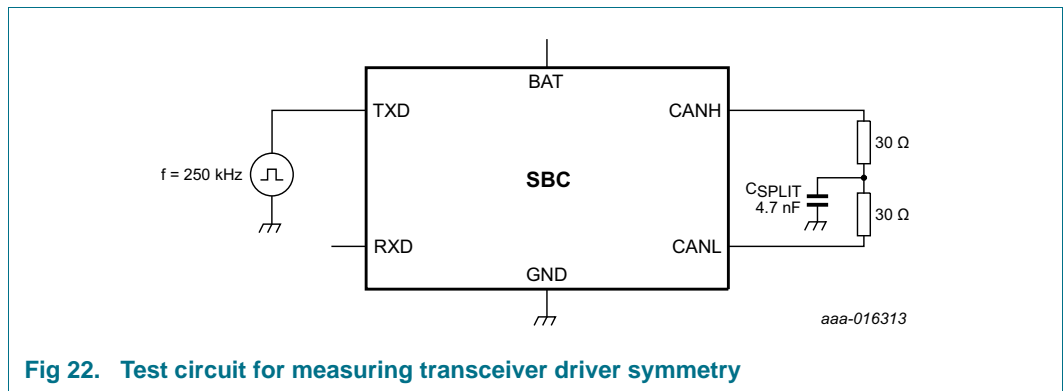 BAT
TXD
CANH
30 Ω
f = 250 kHz
SBC
CSPLIT
4.7 nF
30 Ω
RXD
CANL
GND
aaa-016313
Fig 22. Test circuit for measuring transceiver driver symmetry